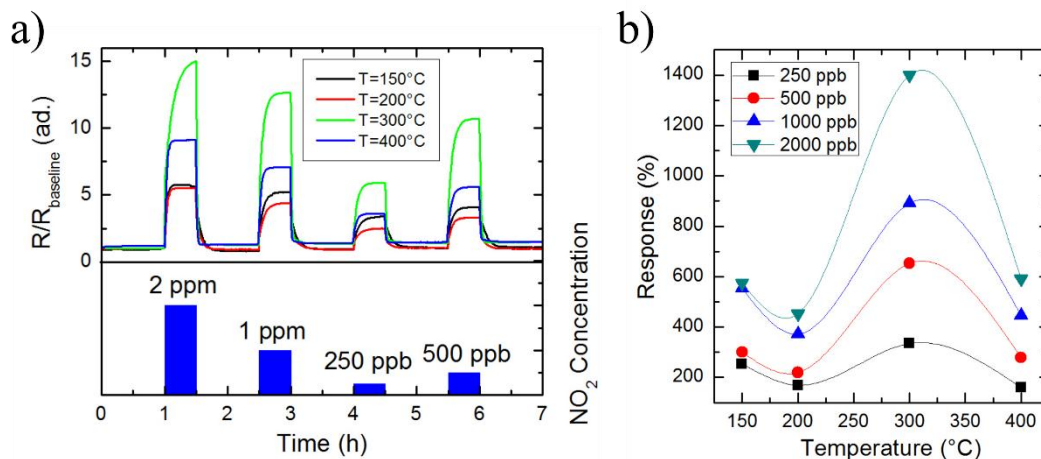 a)
15
10
5
0
R/R_baseline (ad.)
T=150°C
T=200°C
T=300°C
T=400°C
2 ppm
1 ppm
250 ppb
500 ppb
NO₂ Concentration
0 1 2 3 4 5 6 7
Time (h)
b)
1400
1200
1000
800
600
400
200
Response (%)
250 ppb
500 ppb
1000 ppb
2000 ppb
150 200 250 300 350 400
Temperature (°C)